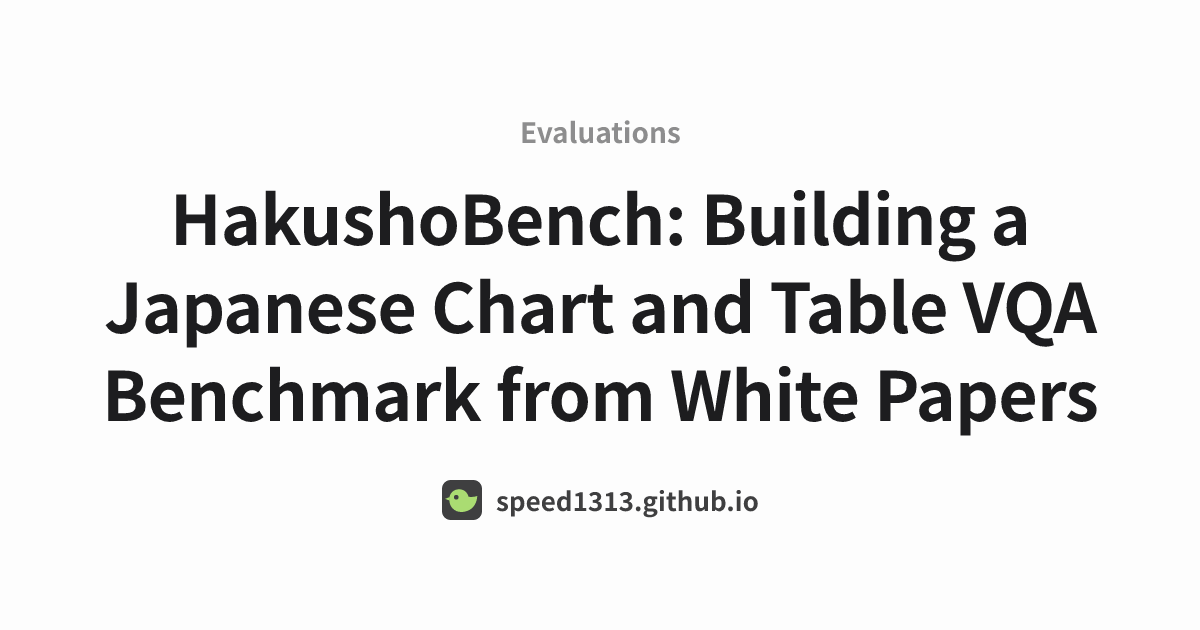 Evaluations
HakushoBench: Building a
Japanese Chart and Table VQA
Benchmark from White Papers
speed1313.github.io